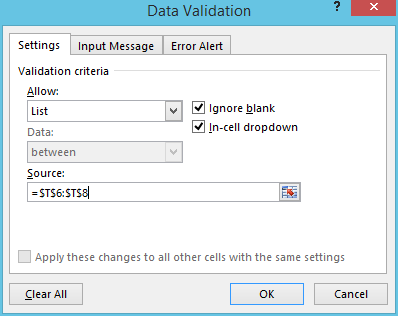 Data Validation
Settings Input Message Error Alert
Validation criteria
Allow:
List
Ignore blank
In-cell dropdown
Data:
between
Source:
=$T$6:$T$8
Apply these changes to all other cells with the same settings
Clear All OK Cancel